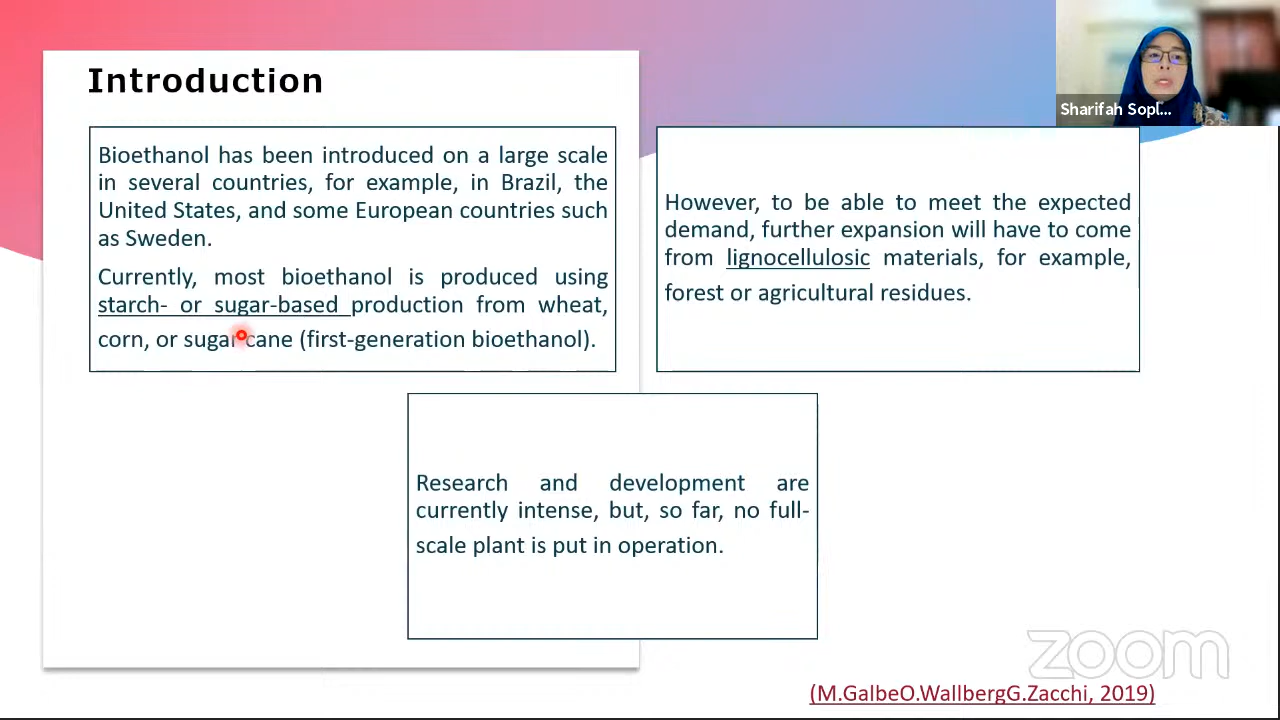 Introduction
Sharifah Sopl...
Bioethanol has been introduced on a large scale
in several countries, for example, in Brazil, the
United States, and some European countries such
as Sweden.
Currently, most bioethanol is produced using
starch- or sugar-based production from wheat,
corn, or sugar cane (first-generation bioethanol).
However, to be able to meet the expected
demand, further expansion will have to come
from lignocellulosic materials, for example,
forest or agricultural residues.
Research and development are
currently intense, but, so far, no full-
scale plant is put in operation.
zoom
(M.GalbeO.WallbergG.Zacchi, 2019)